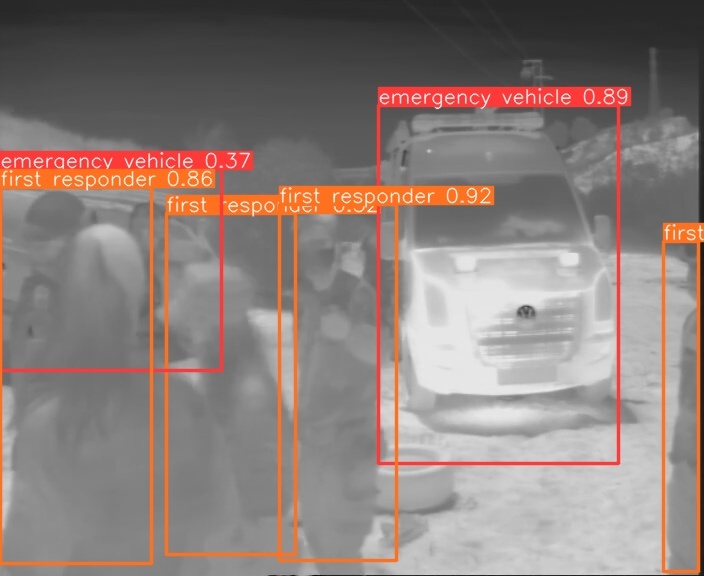 emergency vehicle 0.89
emergency vehicle 0.37
first responder 0.86
first responder 0.92
first
first